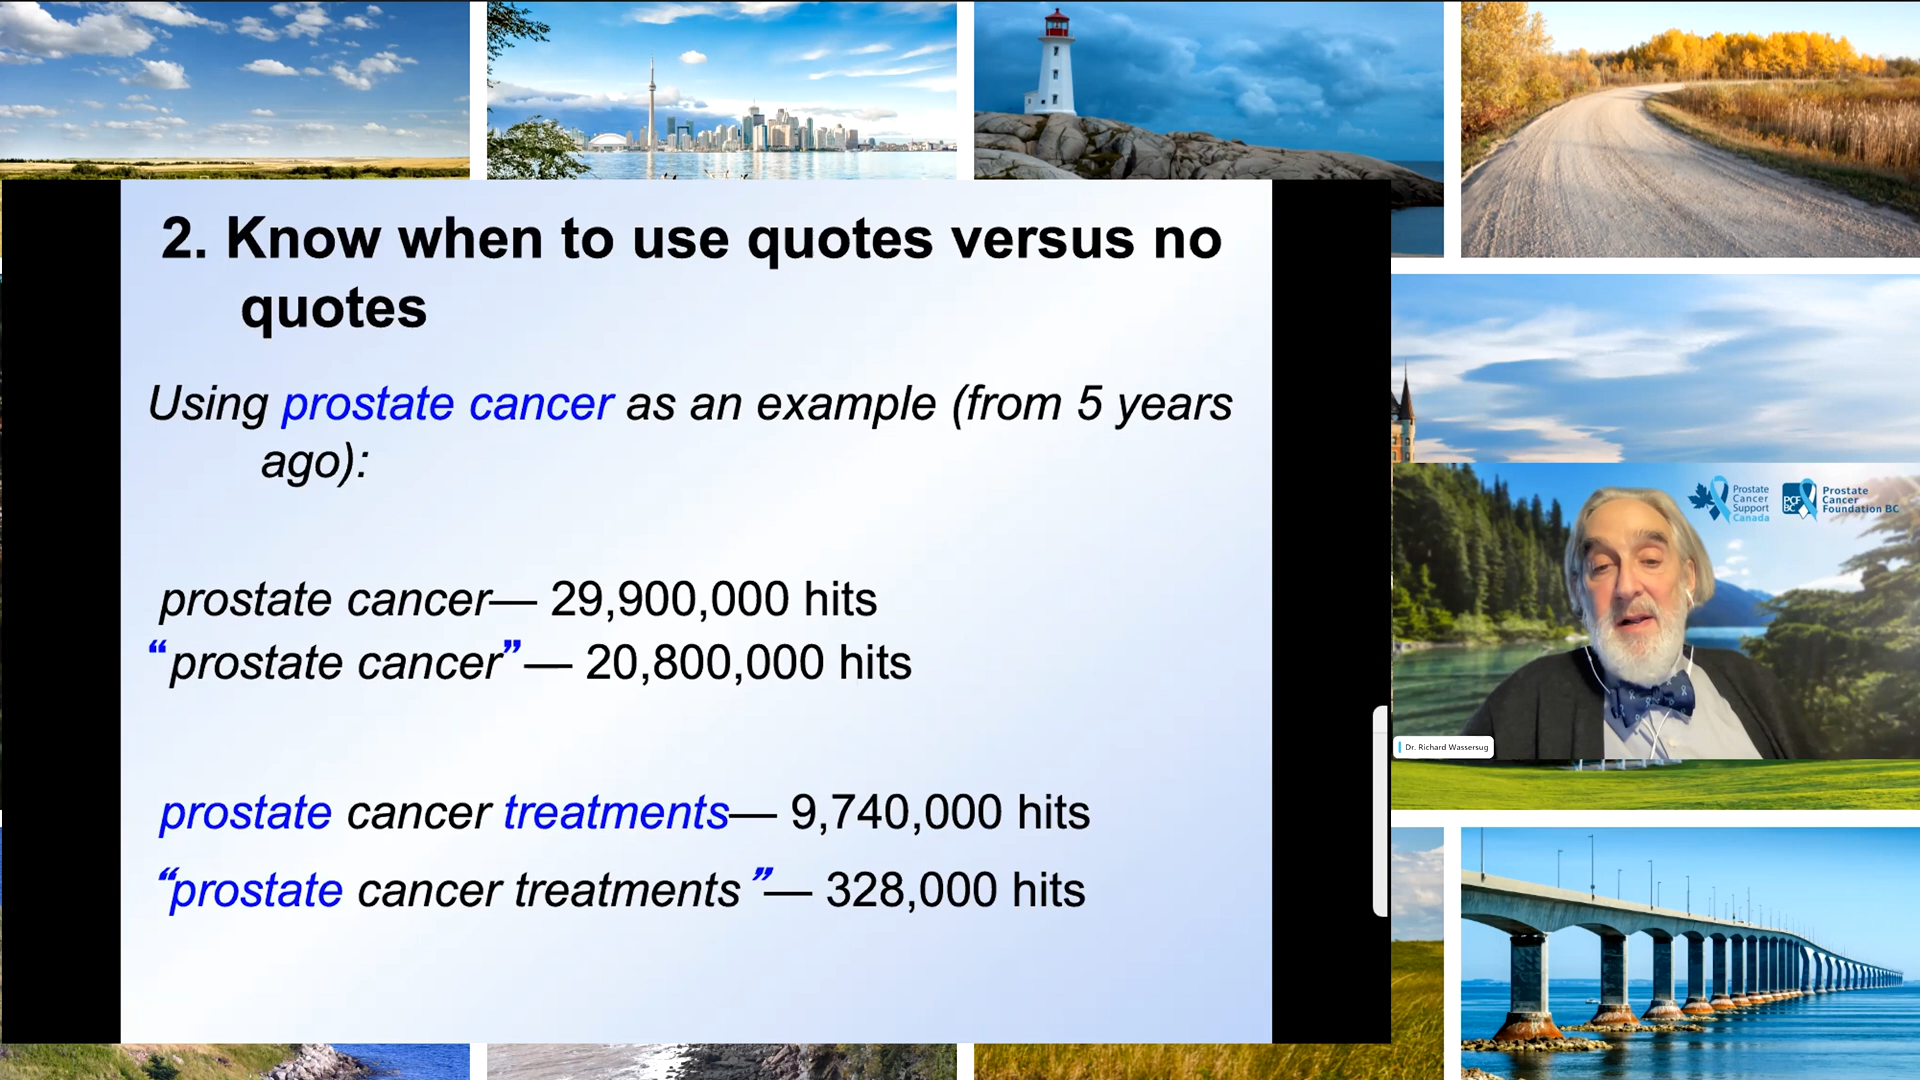 2. Know when to use quotes versus no
quotes
Using prostate cancer as an example (from 5 years
ago):
prostate cancer— 29,900,000 hits
“prostate cancer”— 20,800,000 hits
prostate cancer treatments— 9,740,000 hits
“prostate cancer treatments ”— 328,000 hits
Prostate
Cancer
Support
Canada
PCF
BC
Prostate
Cancer
Foundation BC
Dr. Richard Wassersug